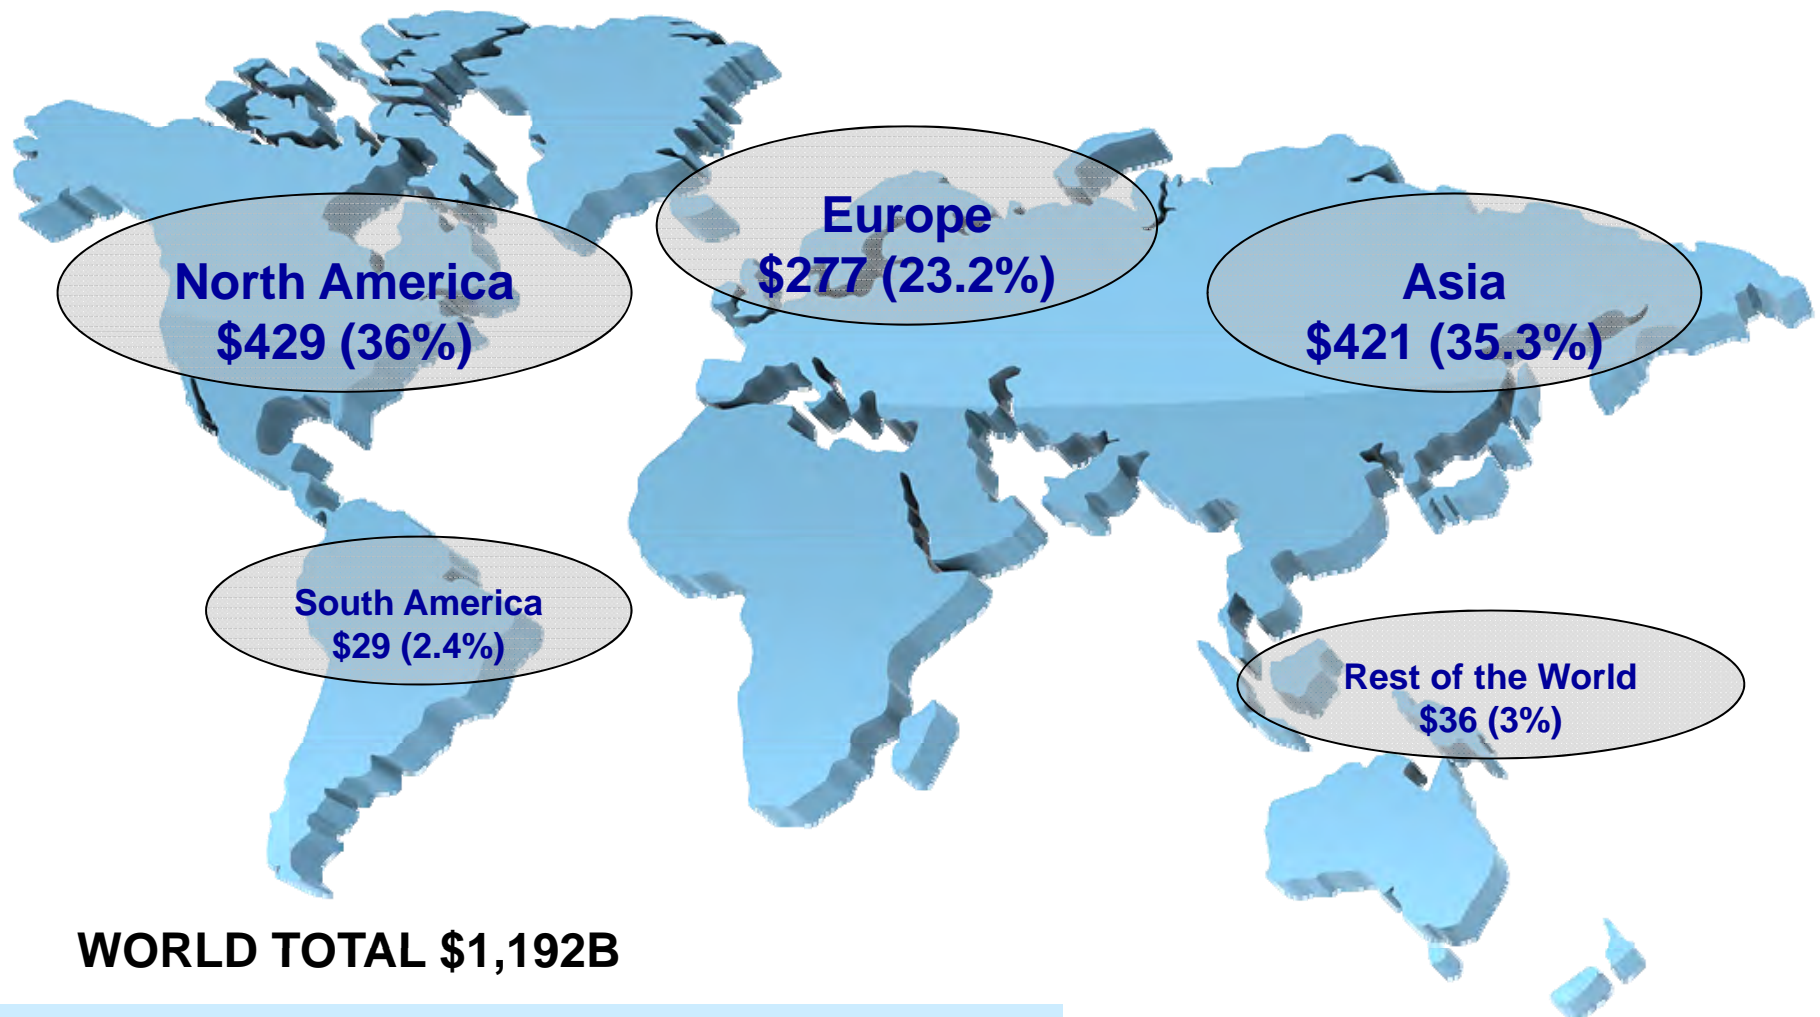 North America
$429 (36%)
Europe
$277 (23.2%)
Asia
$421 (35.3%)
South America
$29 (2.4%)
Rest of the World
$36 (3%)
WORLD TOTAL $1,192B